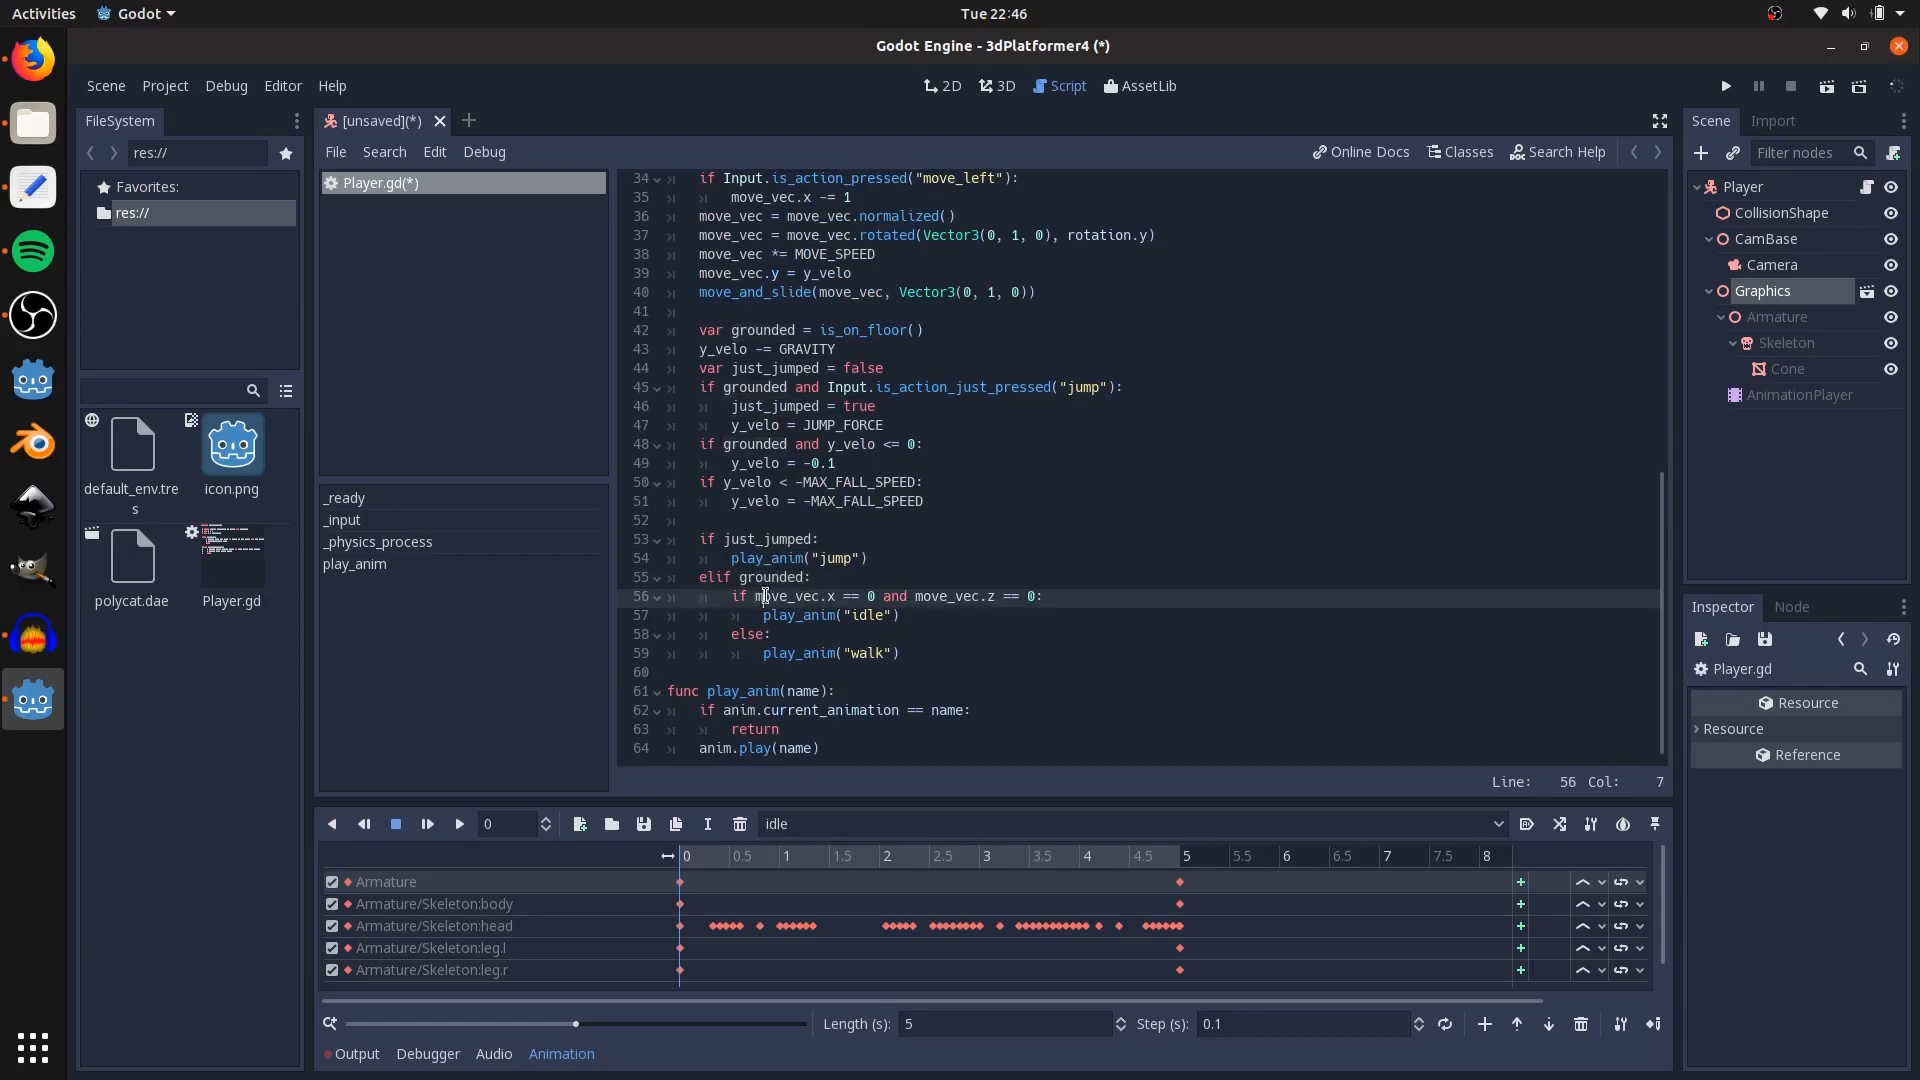 Activities
Godot
Tue 22:46
Godot Engine - 3dPlatformer4 (*)
Scene
Project
Debug
Editor
Help
2D
3D
Script
AssetLib
FileSystem
res://
Favorites:
res://
default_env.tre
s
icon.png
polycat.dae
Player.gd
[unsaved](*)
File
Search
Edit
Debug
Online Docs
Classes
Search Help
Player.gd(*)
_ready
_input
_physics_process
play_anim
34 if Input.is_action_pressed("move_left"):
35 move_vec.x -= 1
36 move_vec = move_vec.normalized()
37 move_vec = move_vec.rotated(Vector3(0, 1, 0), rotation.y)
38 move_vec *= MOVE_SPEED
39 move_vec.y = y_velo
40 move_and_slide(move_vec, Vector3(0, 1, 0))
41
42 var grounded = is_on_floor()
43 y_velo -= GRAVITY
44 var just_jumped = false
45 if grounded and Input.is_action_just_pressed("jump"):
46 just_jumped = true
47 y_velo = JUMP_FORCE
48 if grounded and y_velo <= 0:
49 y_velo = -0.1
50 if y_velo < -MAX_FALL_SPEED:
51 y_velo = -MAX_FALL_SPEED
52
53 if just_jumped:
54 play_anim("jump")
55 elif grounded:
56 if move_vec.x == 0 and move_vec.z == 0:
57 play_anim("idle")
58 else:
59 play_anim("walk")
60
61 func play_anim(name):
62 if anim.current_animation == name:
63 return
64 anim.play(name)
Line: 56 Col: 7
0
idle
0 0.5 1 1.5 2 2.5 3 3.5 4 4.5 5 5.5 6 6.5 7 7.5 8
Armature
Armature/Skeleton:body
Armature/Skeleton:head
Armature/Skeleton:leg.l
Armature/Skeleton:leg.r
Length (s): 5
Step (s): 0.1
Output
Debugger
Audio
Animation
Scene
Import
Filter nodes
Player
CollisionShape
CamBase
Camera
Graphics
Armature
Skeleton
Cone
AnimationPlayer
Inspector
Node
Player.gd
Resource
Resource
Reference